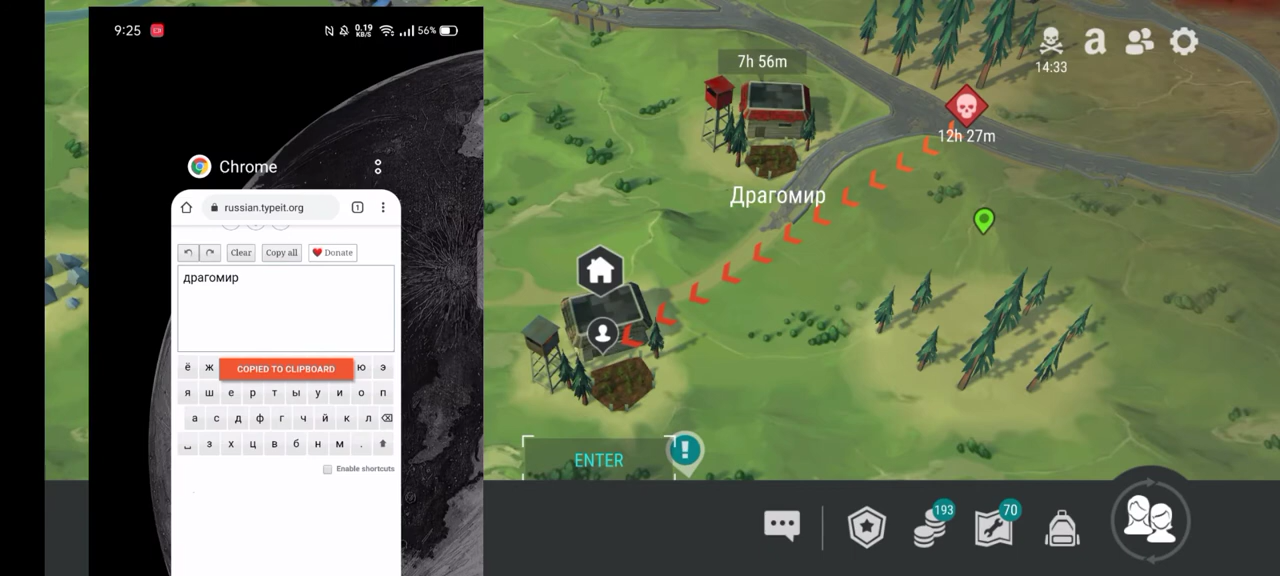 9:25
0.19
KB/S
56%
Chrome
russian.typeit.org
1
Clear
Copy all
Donate
драгомир
ё ж COPIED TO CLIPBOARD ю э
я ш е р т ы у и о п
а с д ф г ч й к л
з х ц в б н м .
Enable shortcuts
7h 56m
a
14:33
12h 27m
Драгомир
ENTER
!
193
70